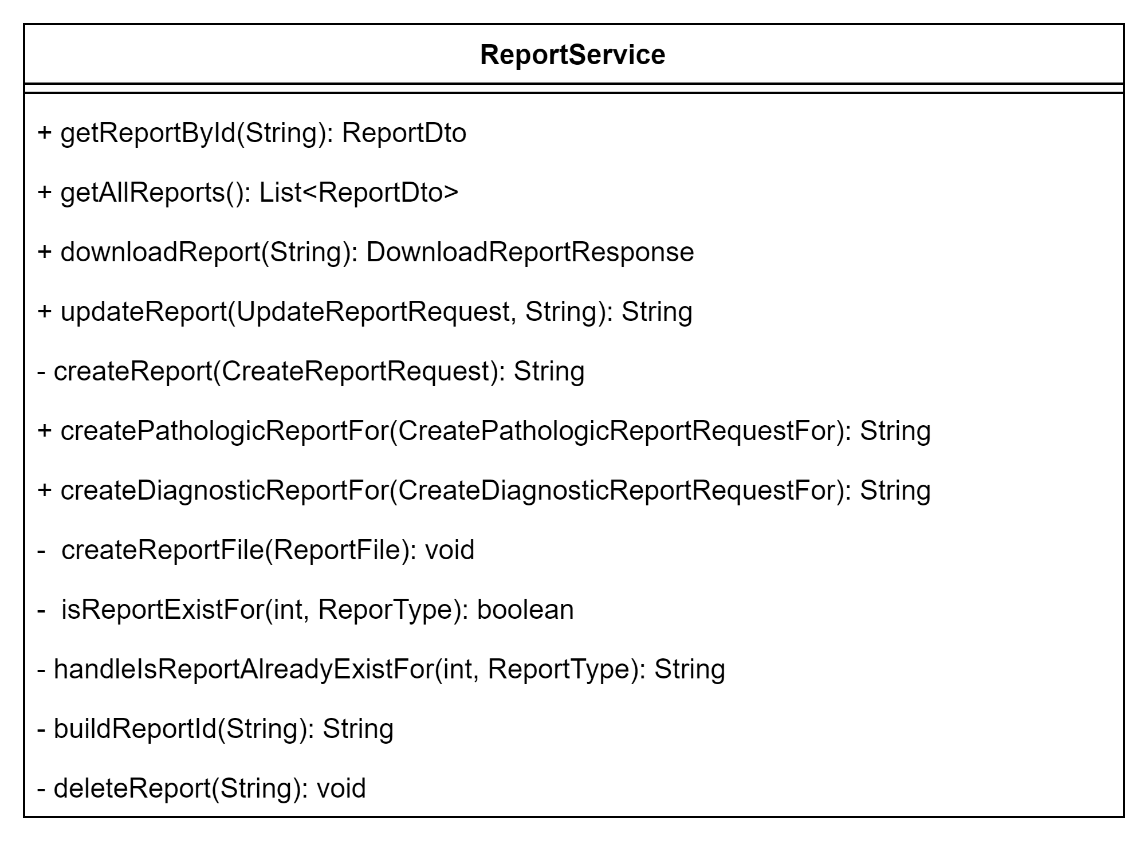 ReportService
+ getReportById(String): ReportDto
+ getAllReports(): List<ReportDto>
+ downloadReport(String): DownloadReportResponse
+ updateReport(UpdateReportRequest, String): String
- createReport(CreateReportRequest): String
+ createPathologicReportFor(CreatePathologicReportRequestFor): String
+ createDiagnosticReportFor(CreateDiagnosticReportRequestFor): String
-  createReportFile(ReportFile): void
-  isReportExistFor(int, ReporType): boolean
- handleIsReportAlreadyExistFor(int, ReportType): String
- buildReportId(String): String
- deleteReport(String): void